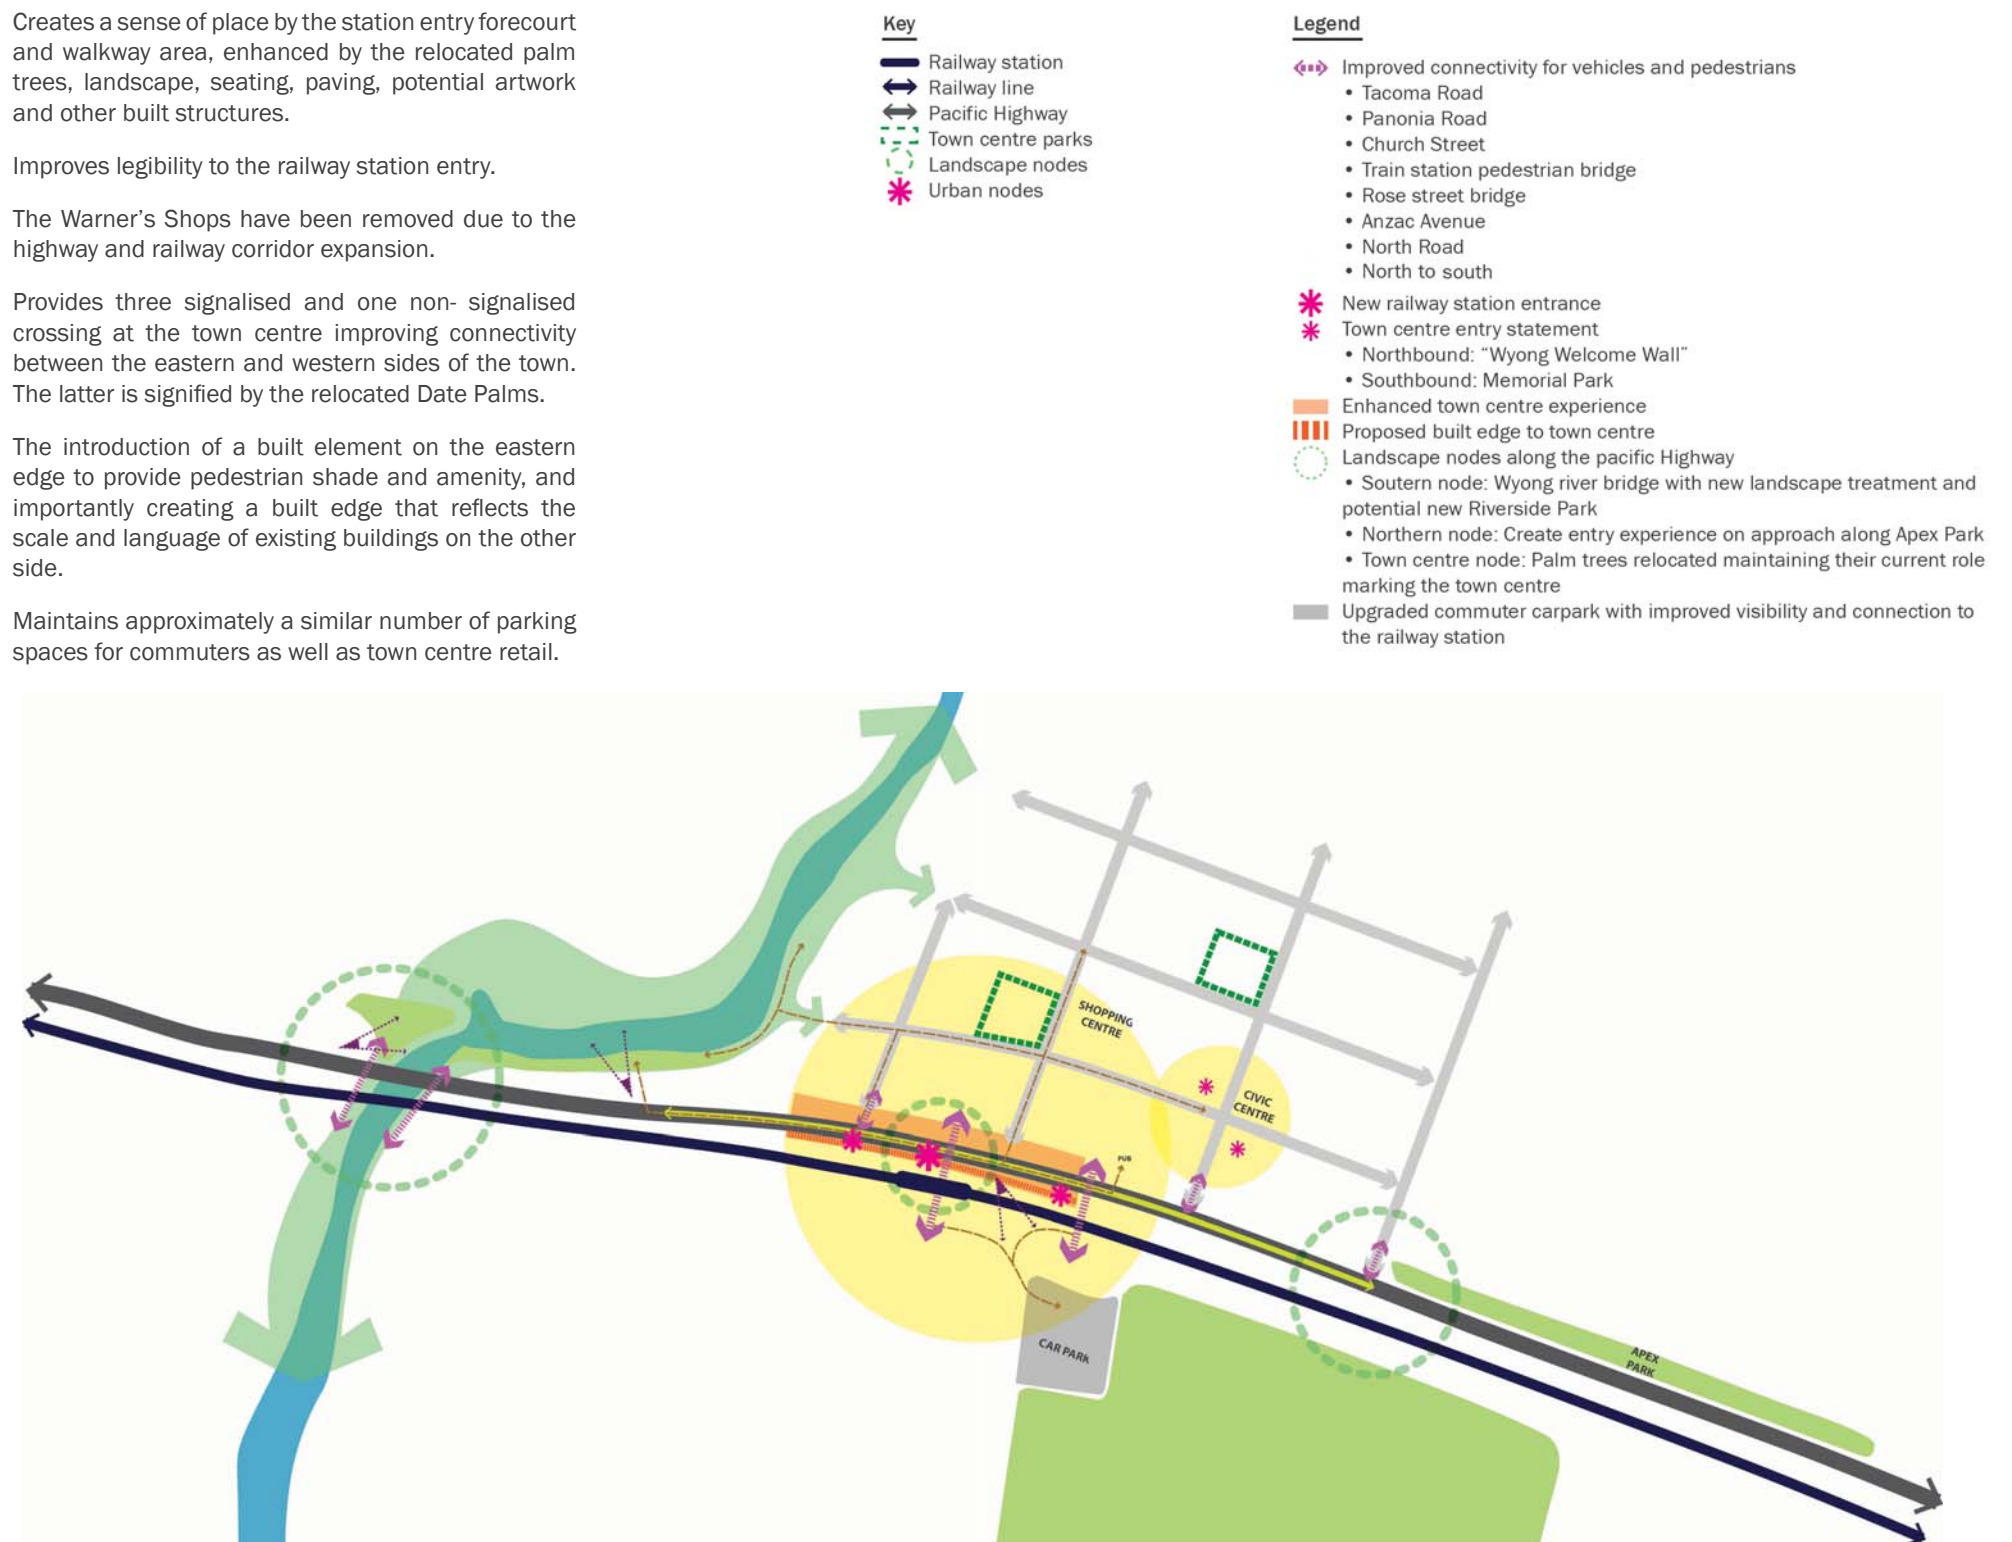 Creates a sense of place by the station entry forecourt
and walkway area, enhanced by the relocated palm
trees, landscape, seating, paving, potential artwork
and other built structures.
Improves legibility to the railway station entry.
The Warner’s Shops have been removed due to the
highway and railway corridor expansion.
Provides three signalised and one non- signalised
crossing at the town centre improving connectivity
between the eastern and western sides of the town.
The latter is signified by the relocated Date Palms.
The introduction of a built element on the eastern
edge to provide pedestrian shade and amenity, and
importantly creating a built edge that reflects the
scale and language of existing buildings on the other
side.
Maintains approximately a similar number of parking
spaces for commuters as well as town centre retail.
Key
Railway station
Railway line
Pacific Highway
Town centre parks
Landscape nodes
Urban nodes
Legend
Improved connectivity for vehicles and pedestrians
• Tacoma Road
• Panonia Road
• Church Street
• Train station pedestrian bridge
• Rose street bridge
• Anzac Avenue
• North Road
• North to south
New railway station entrance
Town centre entry statement
• Northbound: “Wyong Welcome Wall”
• Southbound: Memorial Park
Enhanced town centre experience
Proposed built edge to town centre
Landscape nodes along the pacific Highway
• Soutern node: Wyong river bridge with new landscape treatment and
potential new Riverside Park
• Northern node: Create entry experience on approach along Apex Park
• Town centre node: Palm trees relocated maintaining their current role
marking the town centre
Upgraded commuter carpark with improved visibility and connection to
the railway station
SHOPPING
CENTRE
CIVIC
CENTRE
PUB
CAR PARK
APEX
PARK